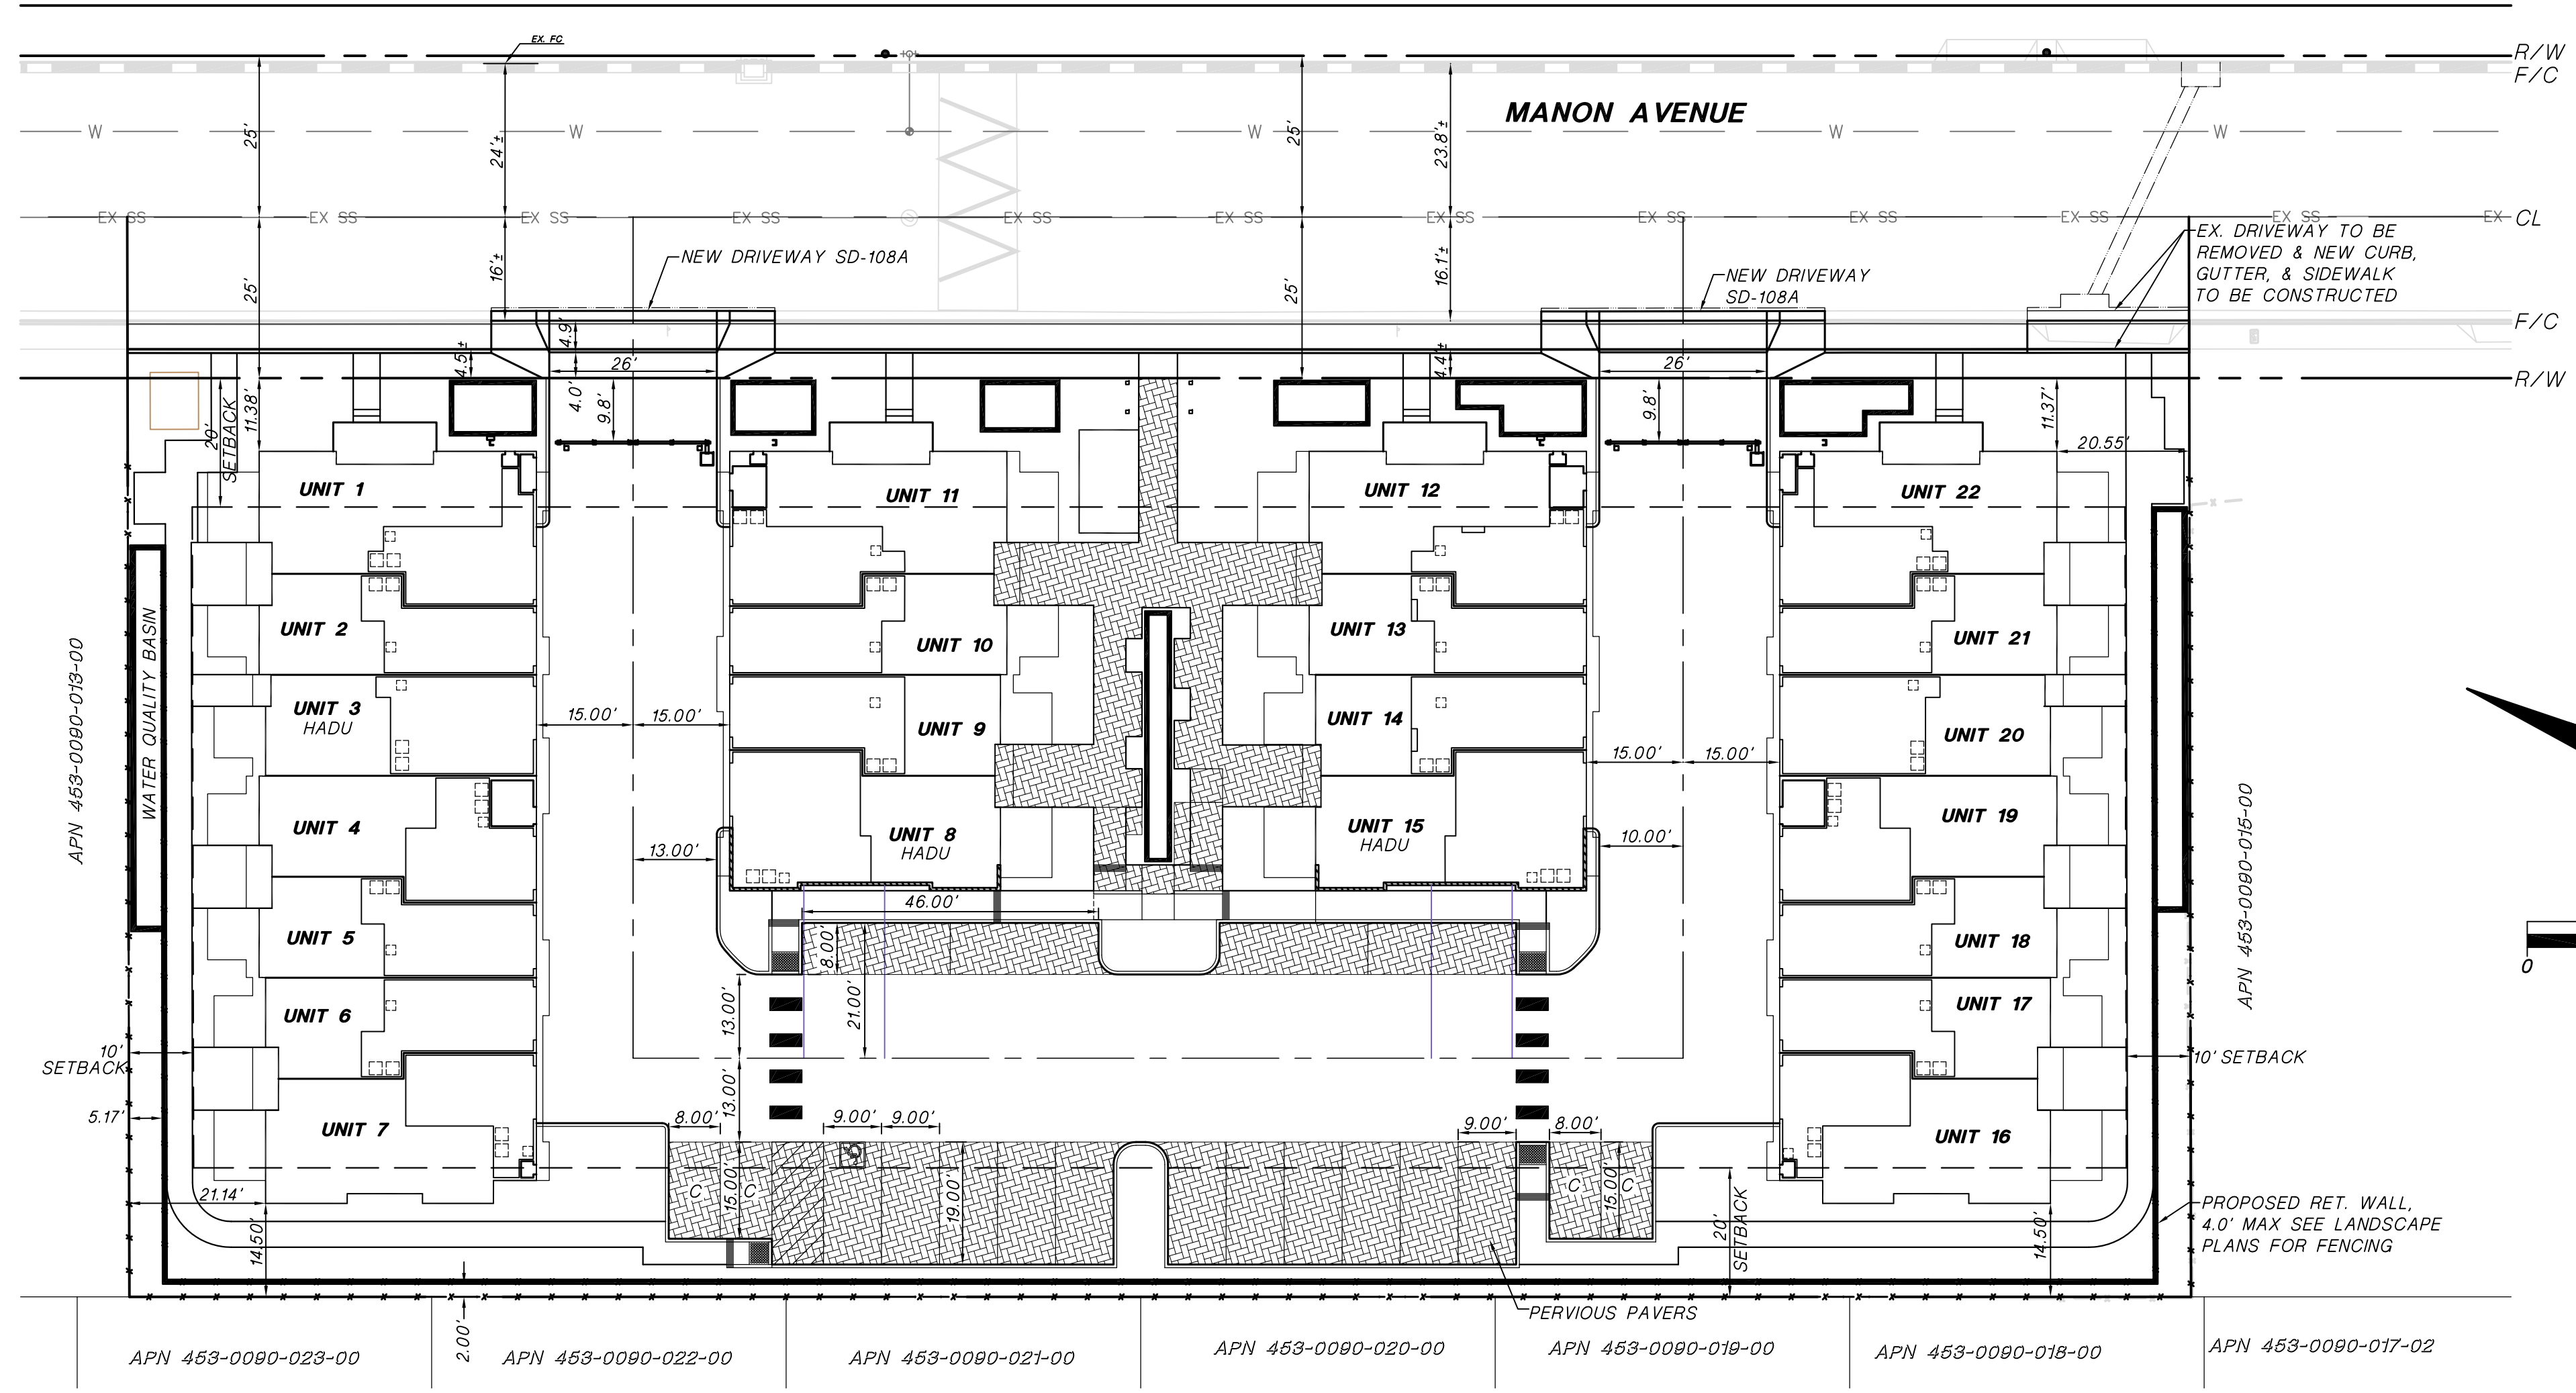 EX. FC
R/W
F/C
MANON AVENUE
W W W W W
25' 24'± 25' 23.8'±
EX SS EX SS EX SS EX SS EX SS EX SS EX SS EX SS EX SS EX SS EX SS EX CL
NEW DRIVEWAY SD-108A
NEW DRIVEWAY
SD-108A
EX. DRIVEWAY TO BE
REMOVED & NEW CURB,
GUTTER, & SIDEWALK
TO BE CONSTRUCTED
25' 16'± 25' 16.1'±
F/C
4.5'± 4.9' 26' 4.4'± 26'
R/W
20'
SETBACK
11.38' 4.0' 9.8' 9.8' 11.37'
20.55'
UNIT 1
UNIT 11
UNIT 12
UNIT 22
UNIT 2
UNIT 10
UNIT 13
UNIT 21
APN 453-0090-013-00
WATER QUALITY BASIN
UNIT 3
HADU
UNIT 9
UNIT 14
UNIT 20
15.00' 15.00' 15.00' 15.00'
UNIT 4
UNIT 8
HADU
UNIT 15
HADU
UNIT 19
13.00' 10.00'
APN 453-0090-015-00
46.00'
8.00'
UNIT 5
UNIT 18
0
UNIT 6
UNIT 17
13.00' 21.00'
10'
SETBACK
10' SETBACK
13.00'
5.17'
8.00' 9.00' 9.00' 9.00' 8.00'
UNIT 7
UNIT 16
C 15.00' C 19.00' C 15.00' C
21.14'
14.50'
20'
SETBACK
14.50'
PROPOSED RET. WALL,
4.0' MAX SEE LANDSCAPE
PLANS FOR FENCING
PERVIOUS PAVERS
2.00'
APN 453-0090-023-00
APN 453-0090-022-00
APN 453-0090-021-00
APN 453-0090-020-00
APN 453-0090-019-00
APN 453-0090-018-00
APN 453-0090-017-02